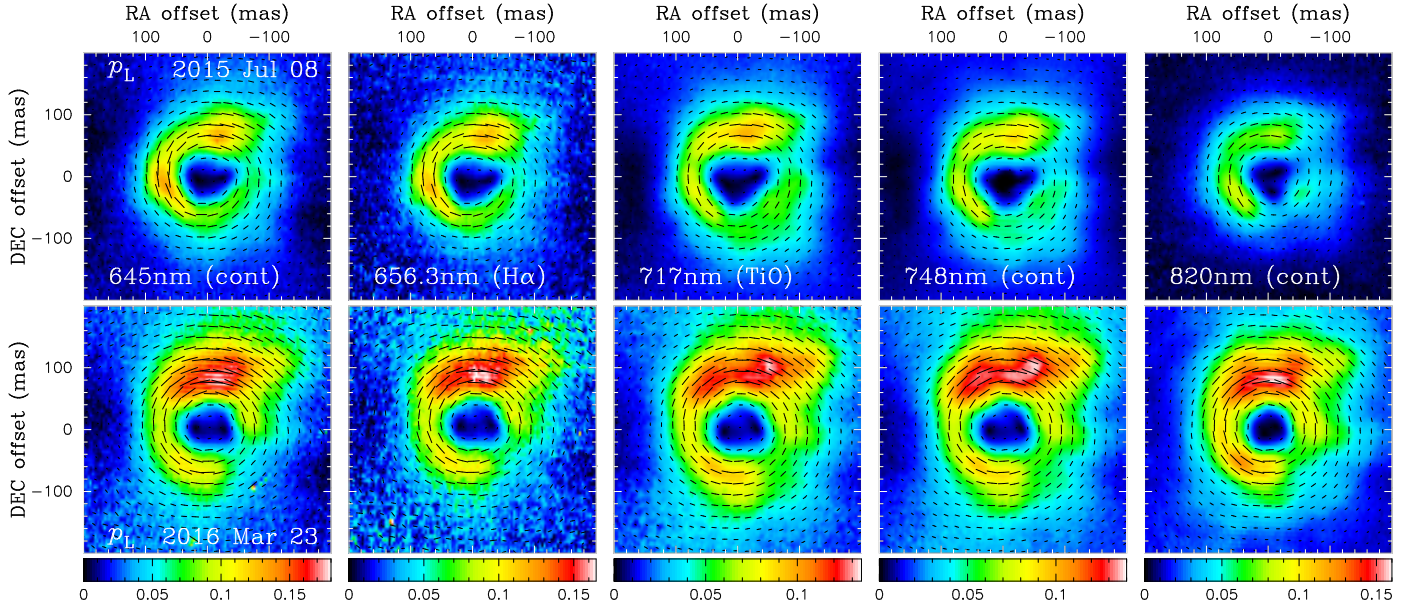 RA offset (mas) RA offset (mas) RA offset (mas) RA offset (mas) RA offset (mas)
100 0 −100 100 0 −100 100 0 −100 100 0 −100 100 0 −100
DEC offset (mas)
100
0
−100
pL 2015 Jul 08
645nm (cont) 656.3nm (Hα) 717nm (TiO) 748nm (cont) 820nm (cont)
DEC offset (mas)
100
0
−100
pL 2016 Mar 23
0 0.05 0.1 0.15 0 0.05 0.1 0.15 0 0.05 0.1 0 0.05 0.1 0 0.05 0.1 0.15